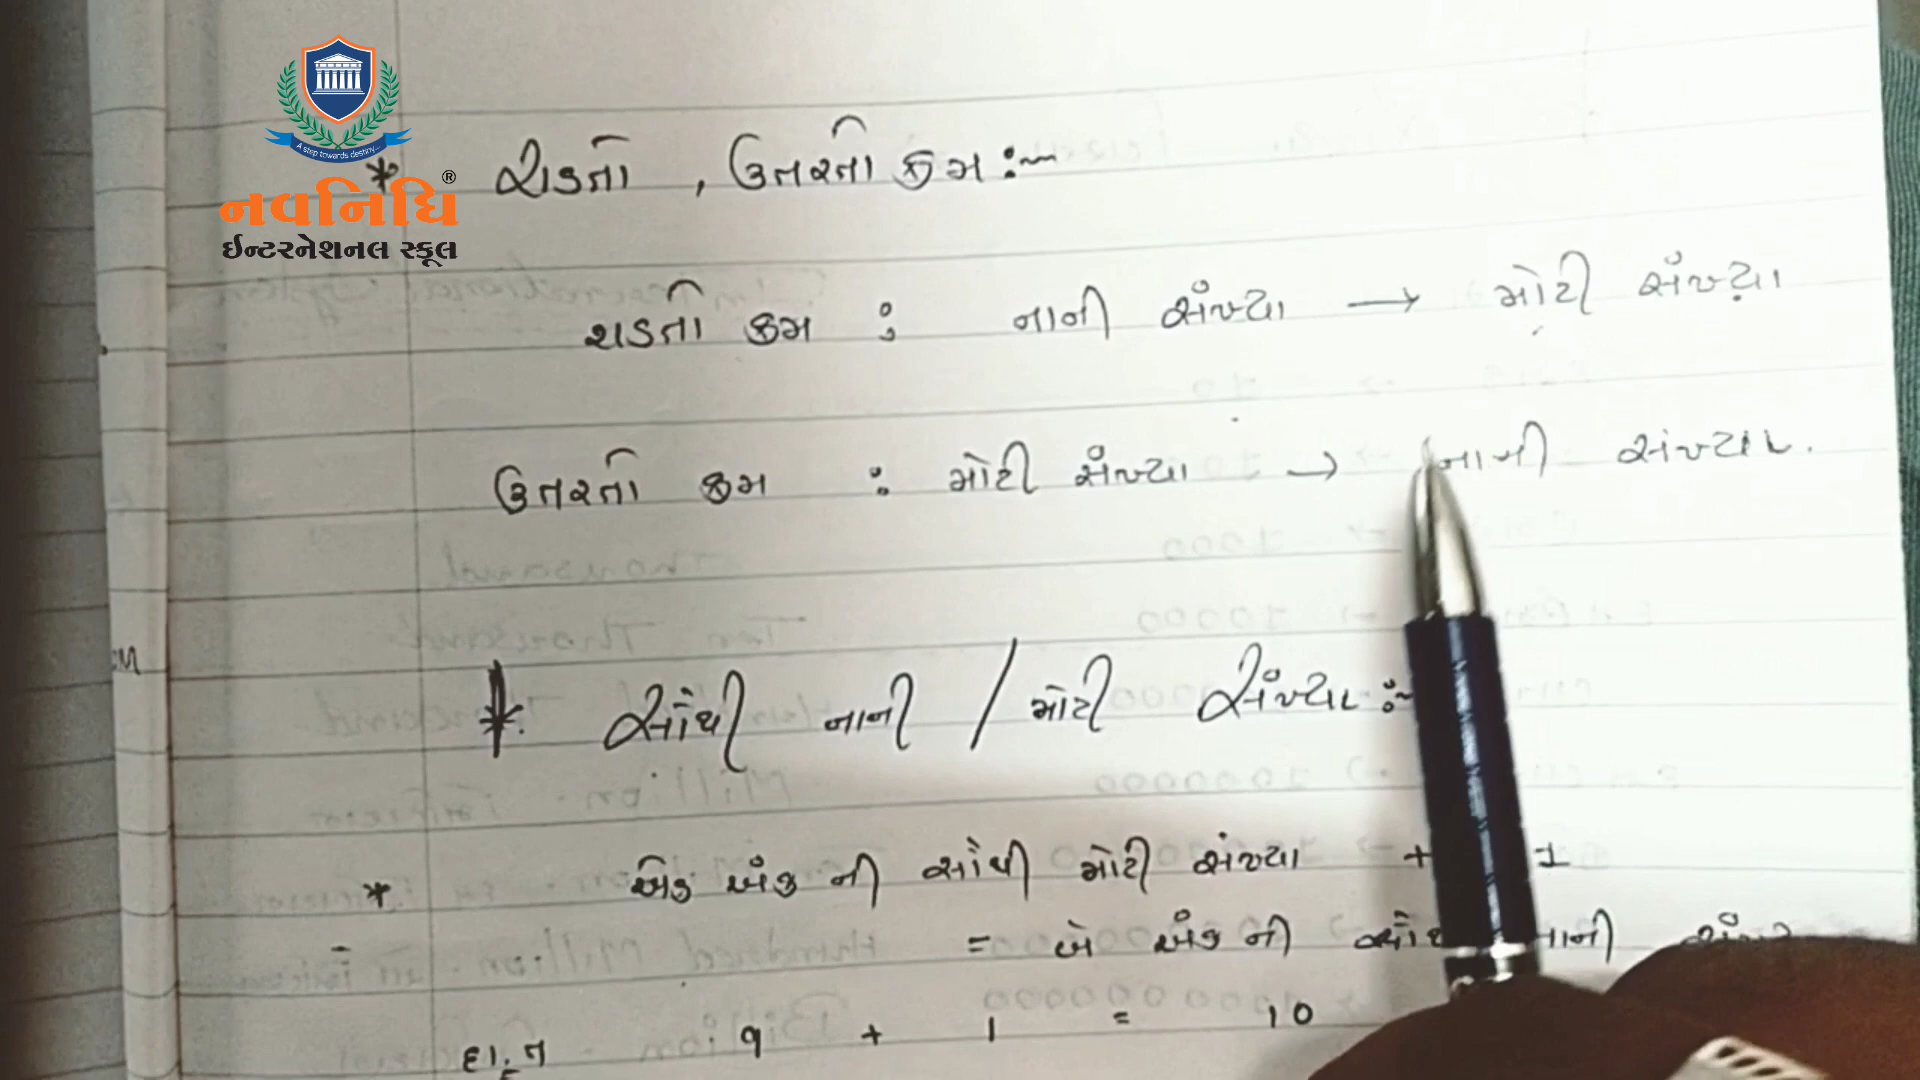 A step towards destiny...
નવનિધિ ®
ઈન્ટરનેશનલ સ્કૂલ
* ચડતો , ઉતરતો ક્રમ :-
ચડતો ક્રમ : નાની સંખ્યા → મોટી સંખ્યા
ઉતરતો ક્રમ : મોટી સંખ્યા → નાની સંખ્યા.
* સૌથી નાની / મોટી સંખ્યા :-
* એક અંક ની સૌથી મોટી સંખ્યા + 1
= બે અંક ની નાની
દા.ત 9 + 1 = 10